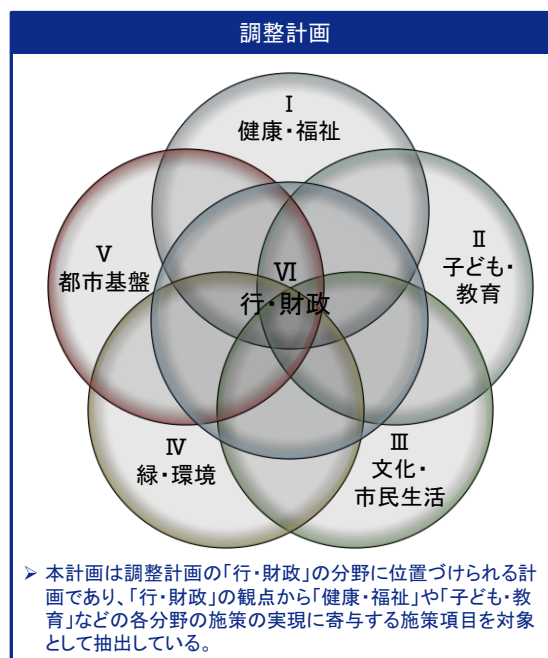 調整計画
Ⅰ
健康・福祉
Ⅱ
子ども・
教育
Ⅴ
都市基盤
Ⅵ
行・財政
Ⅲ
文化・
市民生活
Ⅳ
緑・環境
➢ 本計画は調整計画の「行・財政」の分野に位置づけられる計
画であり、「行・財政」の観点から「健康・福祉」や「子ども・教
育」などの各分野の施策の実現に寄与する施策項目を対象
として抽出している。